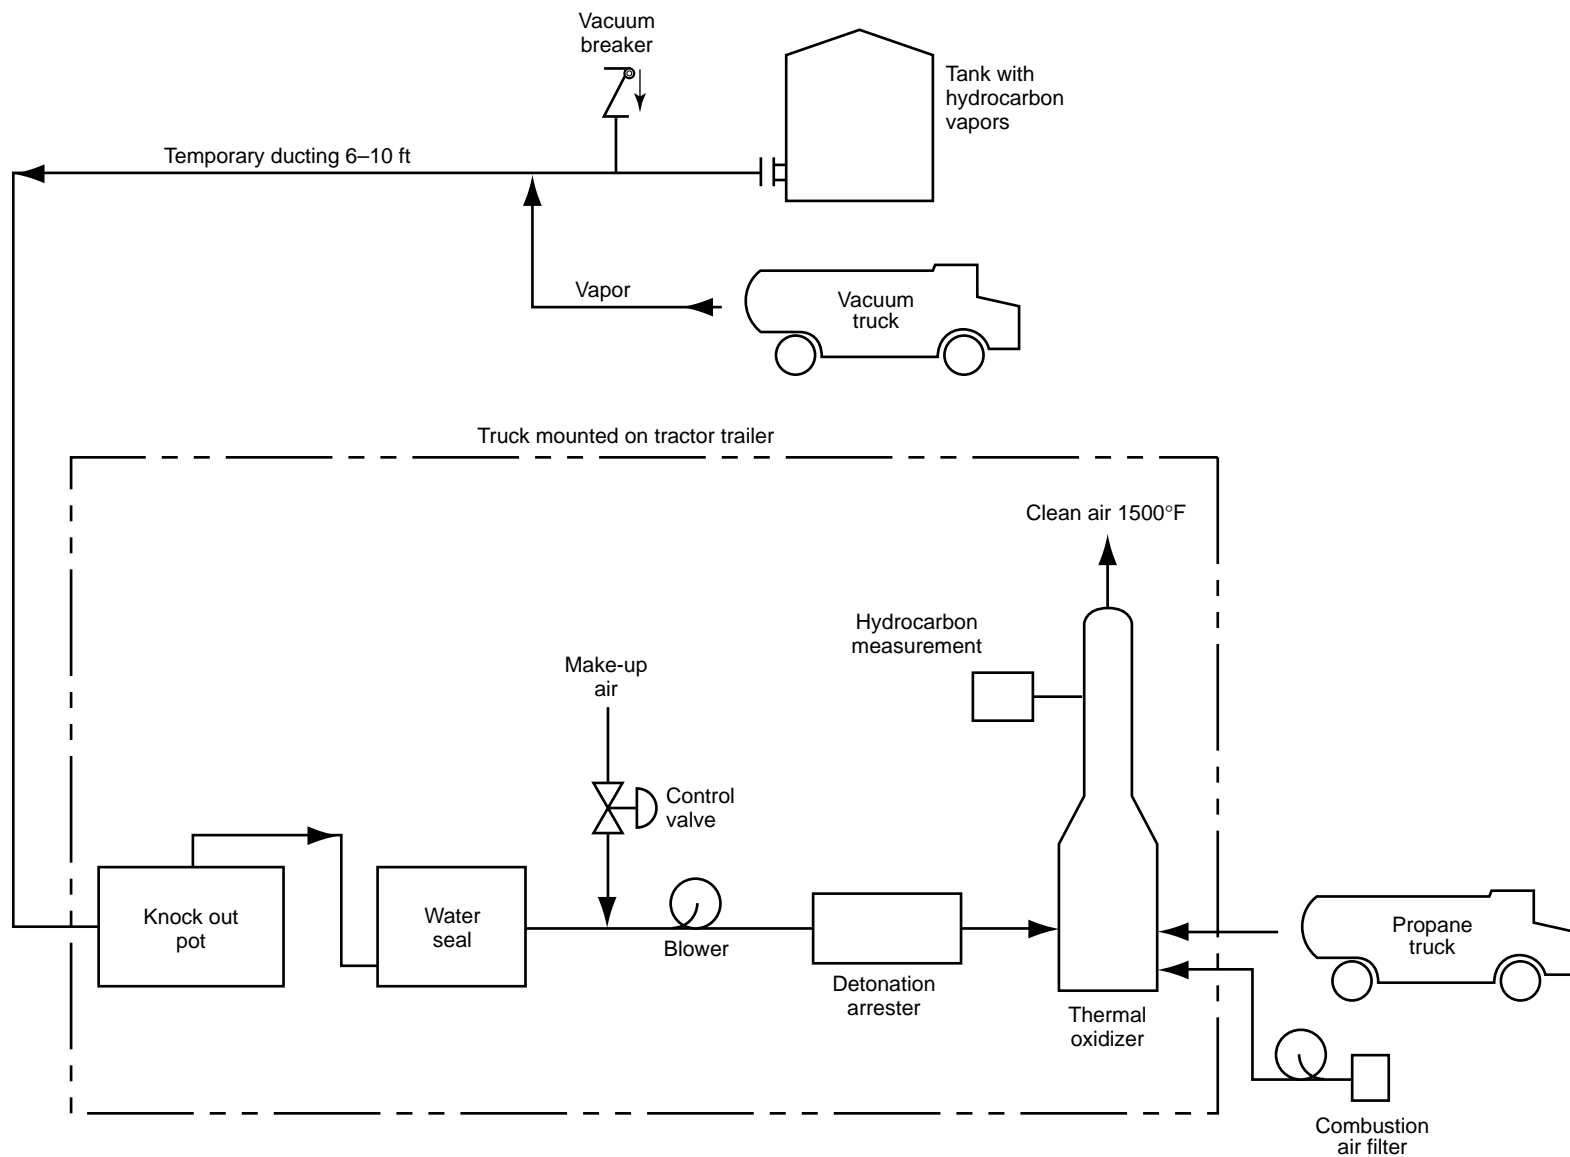 Vacuum
breaker
Tank with
hydrocarbon
vapors
Temporary ducting 6–10 ft
Vapor
Vacuum
truck
Truck mounted on tractor trailer
Clean air 1500°F
Hydrocarbon
measurement
Make-up
air
Control
valve
Knock out
pot
Water
seal
Blower
Detonation
arrester
Thermal
oxidizer
Propane
truck
Combustion
air filter